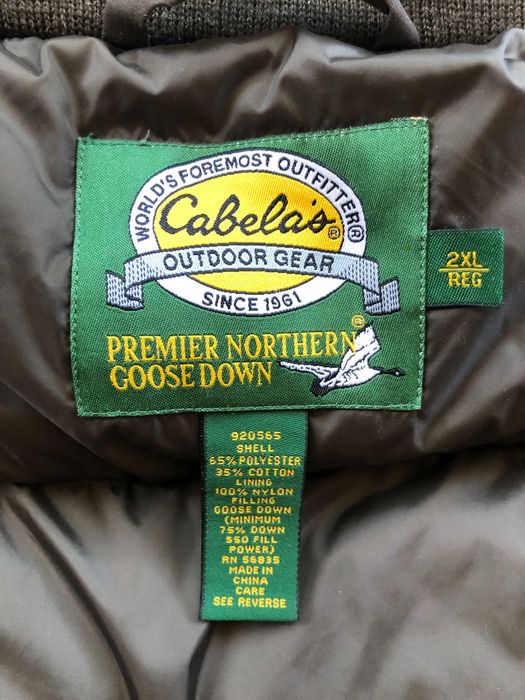 WORLD'S FOREMOST OUTFITTER®
Cabela's®
OUTDOOR GEAR
SINCE 1961
PREMIER NORTHERN®
GOOSE DOWN
2XL
REG
920565
SHELL
65% POLYESTER
35% COTTON
LINING
100% NYLON
FILLING
GOOSE DOWN
(MINIMUM
75% DOWN
550 FILL
POWER)
RN 56835
MADE IN
CHINA
CARE
SEE REVERSE